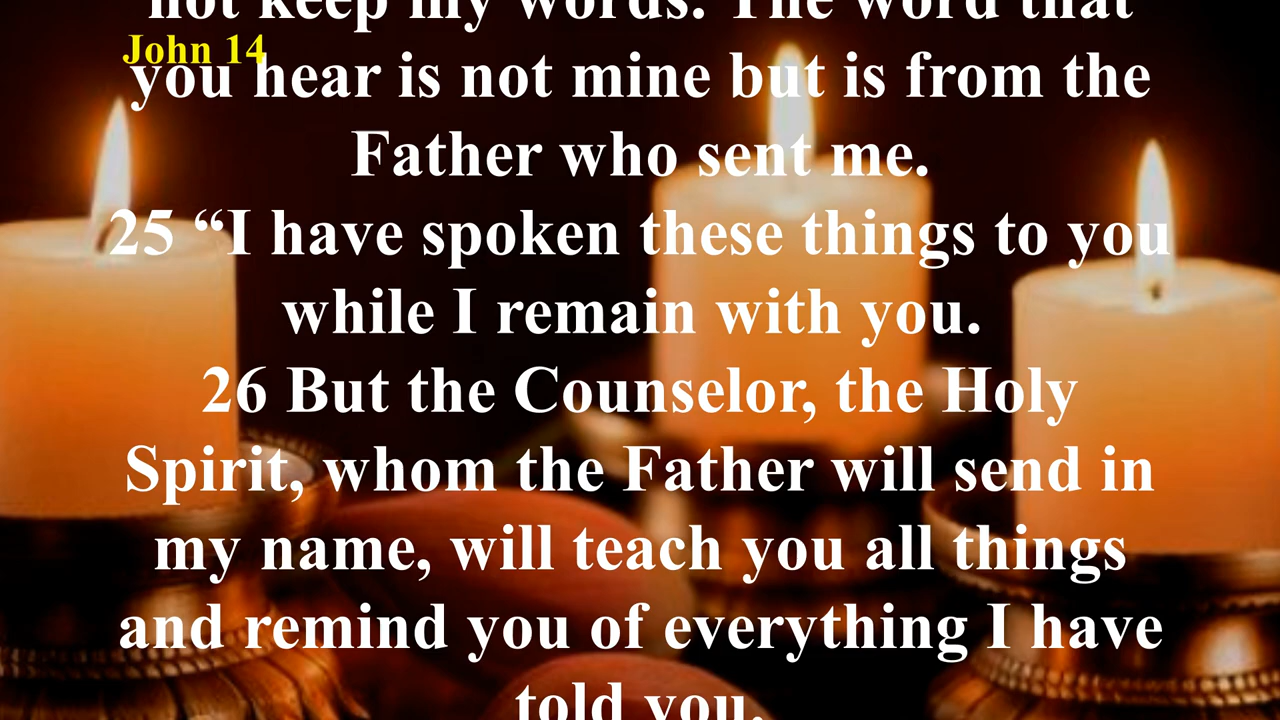 not keep my words. The word that
John 14
you hear is not mine but is from the
Father who sent me.
25 “I have spoken these things to you
while I remain with you.
26 But the Counselor, the Holy
Spirit, whom the Father will send in
my name, will teach you all things
and remind you of everything I have
told you.